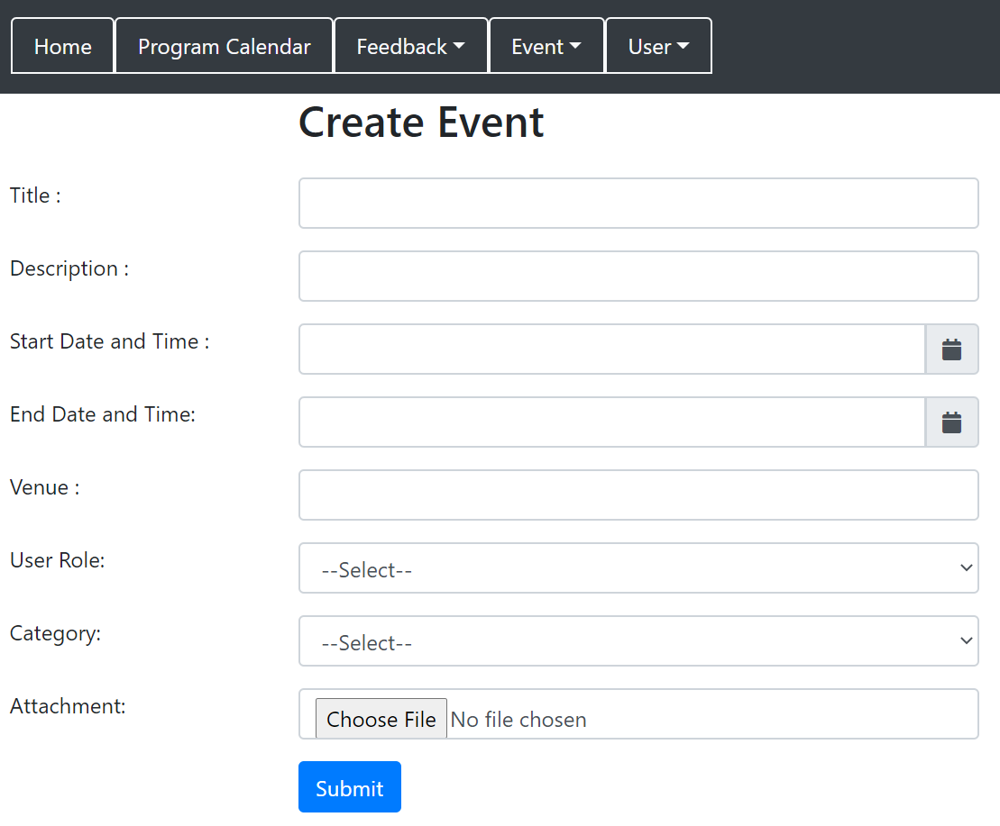 Home Program Calendar Feedback Event User
Create Event
Title :
Description :
Start Date and Time :
End Date and Time:
Venue :
User Role: --Select--
Category: --Select--
Attachment: Choose File No file chosen
Submit